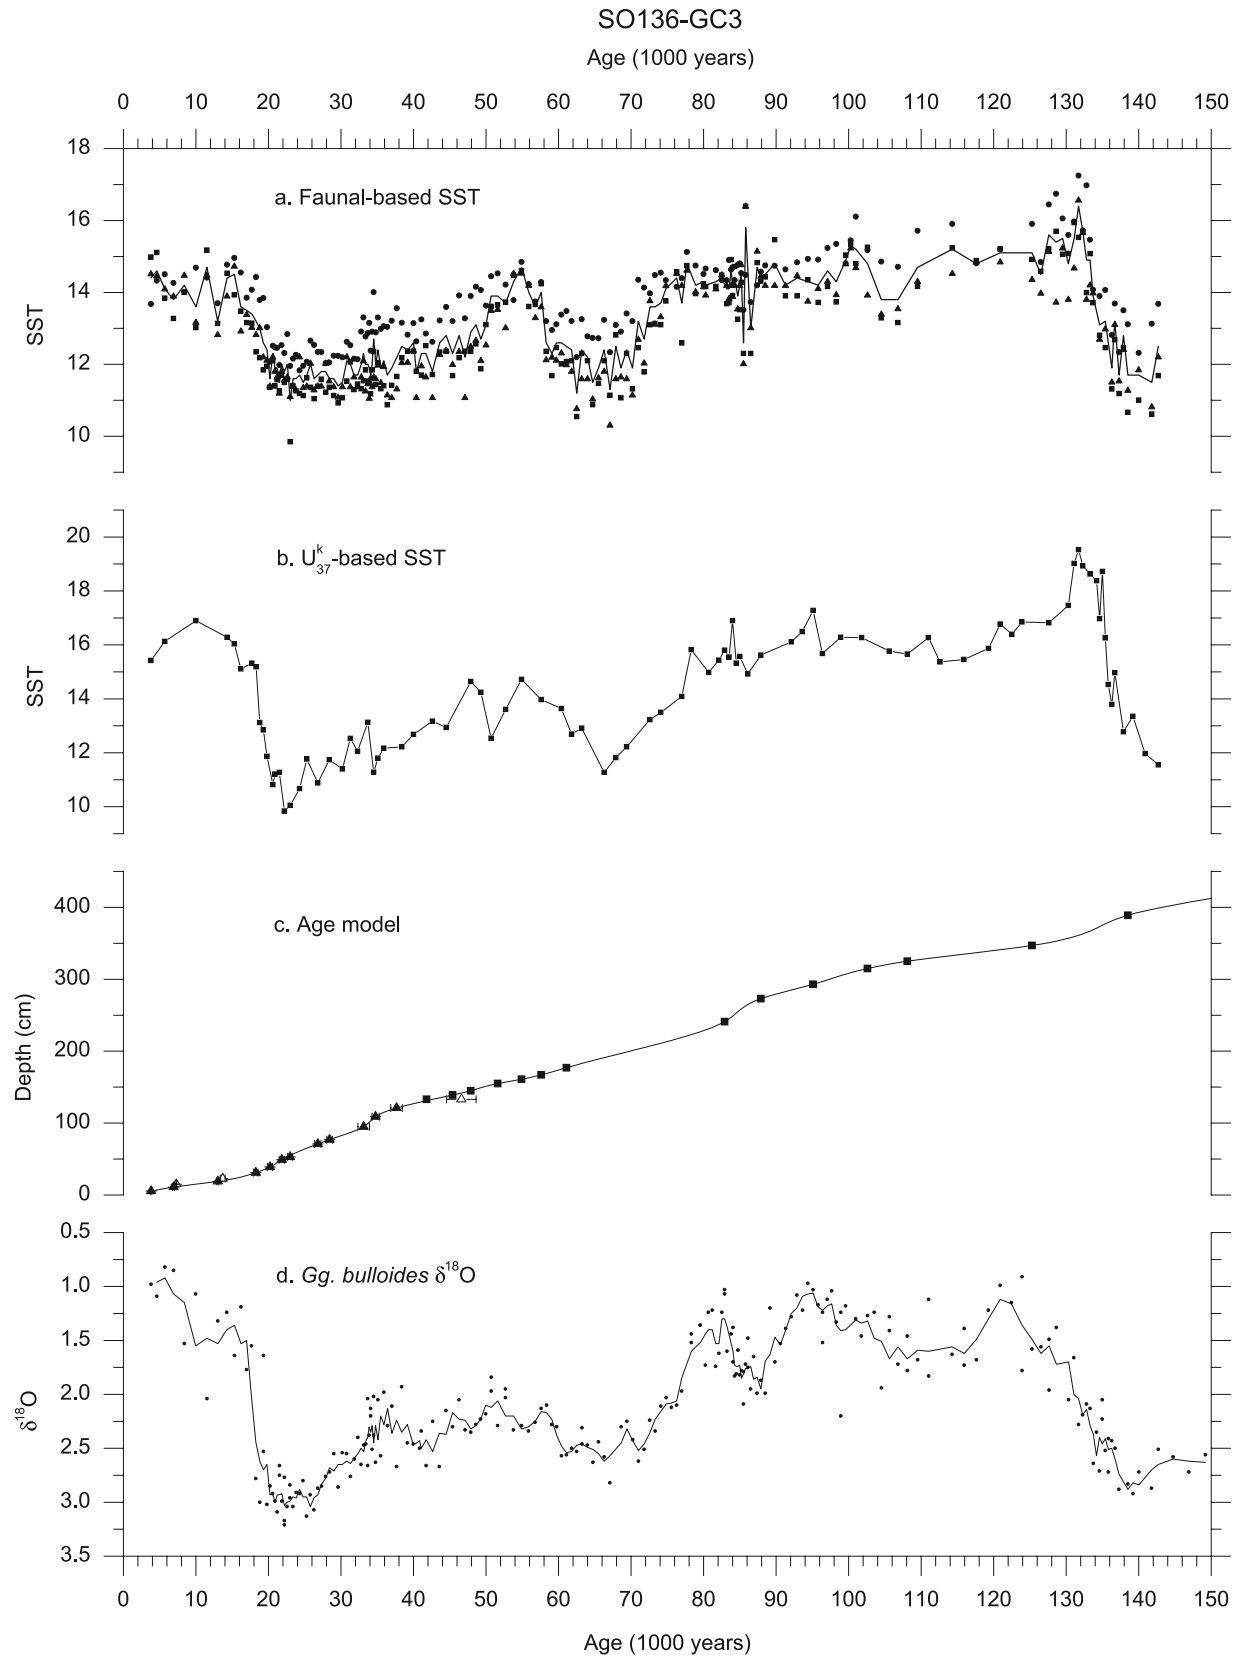 SO136-GC3
Age (1000 years)
0 10 20 30 40 50 60 70 80 90 100 110 120 130 140 150
18
a. Faunal-based SST
16
SST
14
12
10
20
b. U^k_37-based SST
18
SST
16
14
12
10
400
c. Age model
300
Depth (cm)
200
100
0
0.5
d. Gg. bulloides δ18O
1.0
1.5
δ18O
2.0
2.5
3.0
3.5
0 10 20 30 40 50 60 70 80 90 100 110 120 130 140 150
Age (1000 years)